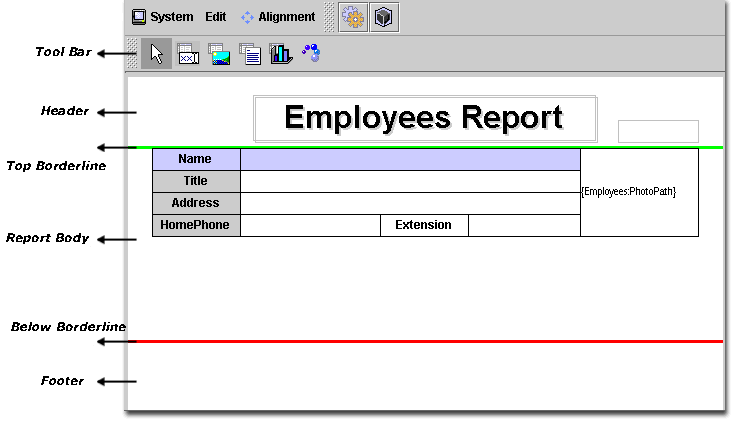 System Edit Alignment
Tool Bar
Header
Employees Report
Top Borderline
Name
Title
{Employees:PhotoPath}
Address
HomePhone Extension
Report Body
Below Borderline
Footer